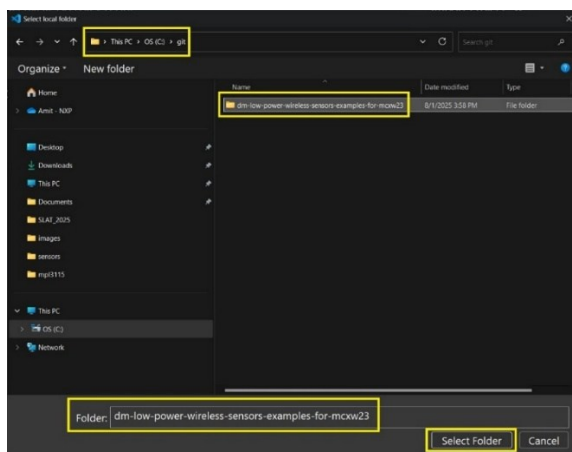 Select local folder
This PC > OS (C:) > git
Search git
Organize
New folder
Name
Date modified
Type
Home
Amit - NXP
Desktop
Downloads
This PC
Documents
SLAT_2025
images
sensors
mpl3115
This PC
OS (C:)
Network
dm-low-power-wireless-sensors-examples-for-mcxw23
8/1/2025 3:58 PM
File folder
Folder:
dm-low-power-wireless-sensors-examples-for-mcxw23
Select Folder
Cancel